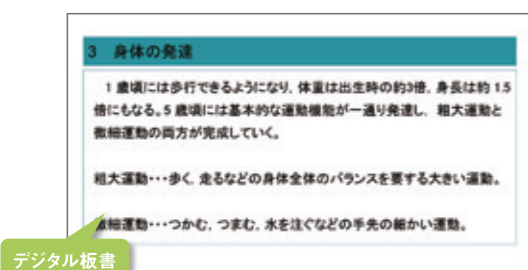 3 身体の発達
1歳頃には歩行できるようになり，体重は出生時の約3倍，身長は約1.5
倍にもなる。5歳頃には基本的な運動機能が一通り発達し，粗大運動と
微細運動の両方が完成していく。
粗大運動・・・歩く，走るなどの身体全体のバランスを要する大きい運動。
微細運動・・・つかむ，つまむ，水を注ぐなどの手先の細かい運動。
デジタル板書